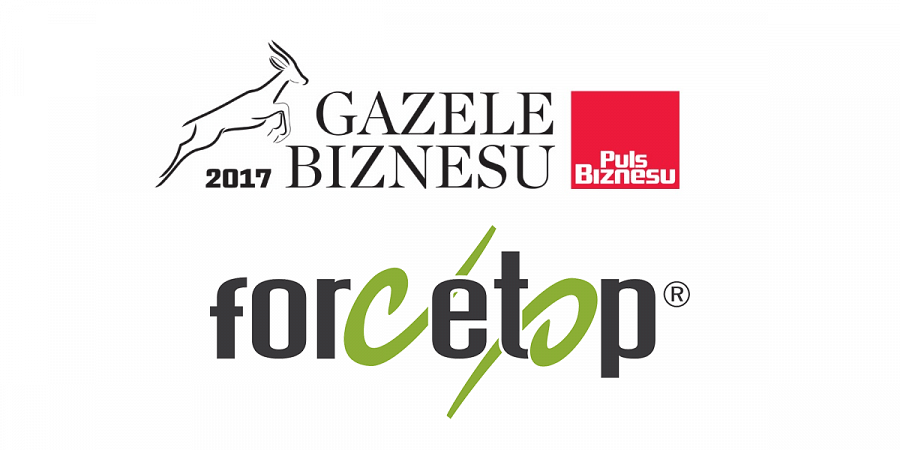 GAZELE
2017 BIZNESU
Puls
Biznesu
forcetop®